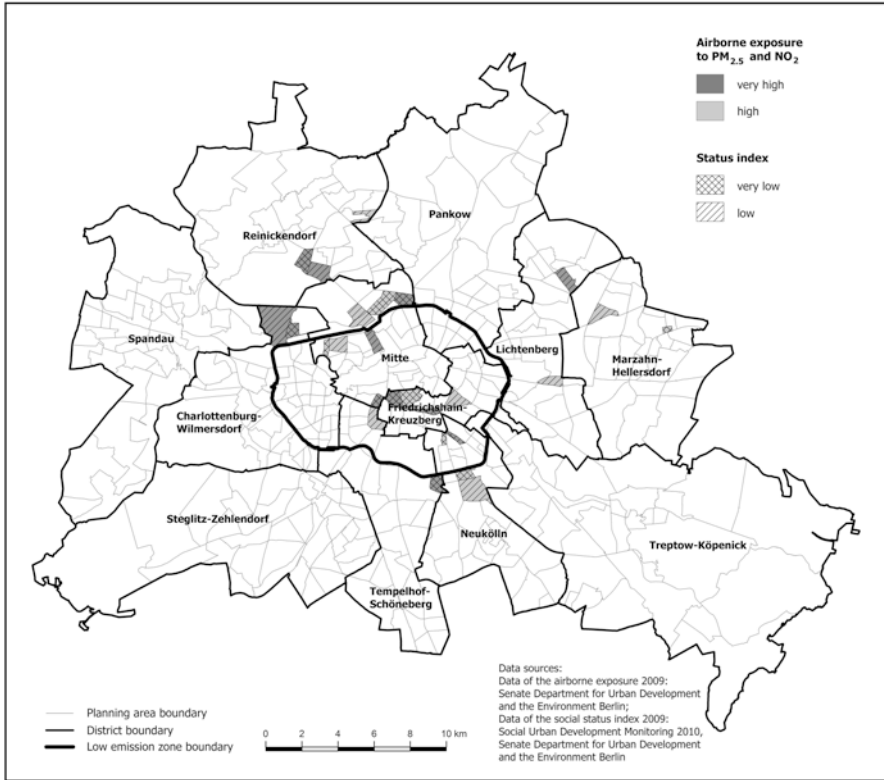 Airborne exposure
to PM2.5 and NO2
very high
high
Status index
very low
low
Pankow
Reinickendorf
Spandau
Lichtenberg
Mitte
Marzahn-
Hellersdorf
Friedrichshain-
Kreuzberg
Charlottenburg-
Wilmersdorf
Steglitz-Zehlendorf
Neukölln
Treptow-Köpenick
Tempelhof-
Schöneberg
Data sources:
Data of the airborne exposure 2009:
Senate Department for Urban Development
and the Environment Berlin;
Data of the social status index 2009:
Social Urban Development Monitoring 2010,
Senate Department for Urban Development
and the Environment Berlin
Planning area boundary
District boundary
Low emission zone boundary
0 2 4 6 8 10 km